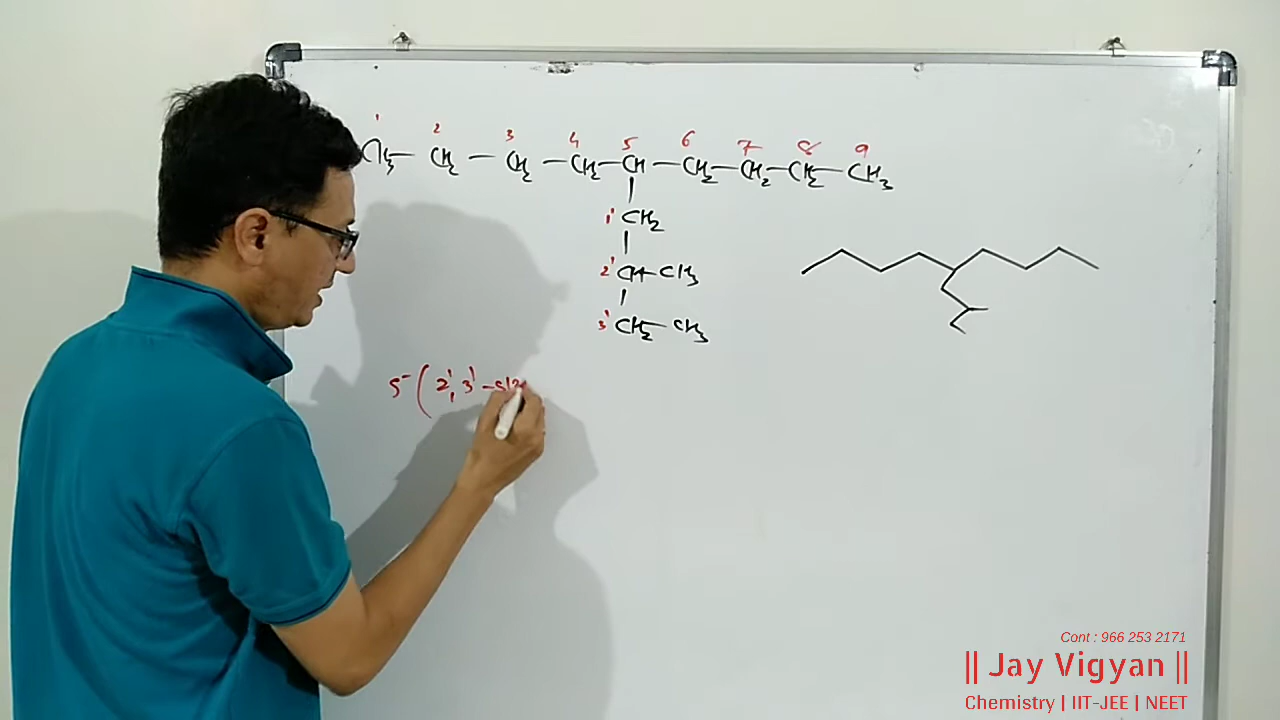 1 2 3 4 5 6 7 8 9
CH3 — CH2 — CH2 — CH2 — CH — CH2 — CH2 — CH2 — CH3
1' CH2
2' CH — CH3
3' CH2 — CH3
5-(2',3'-
Cont : 966 253 2171
|| Jay Vigyan ||
Chemistry | IIT-JEE | NEET